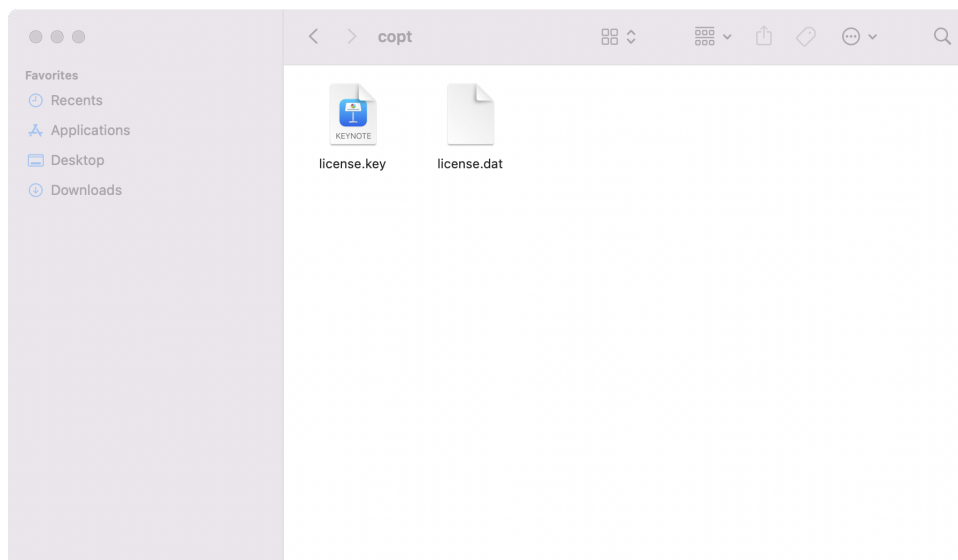 copt
Favorites
Recents
Applications
Desktop
Downloads
KEYNOTE
license.key
license.dat